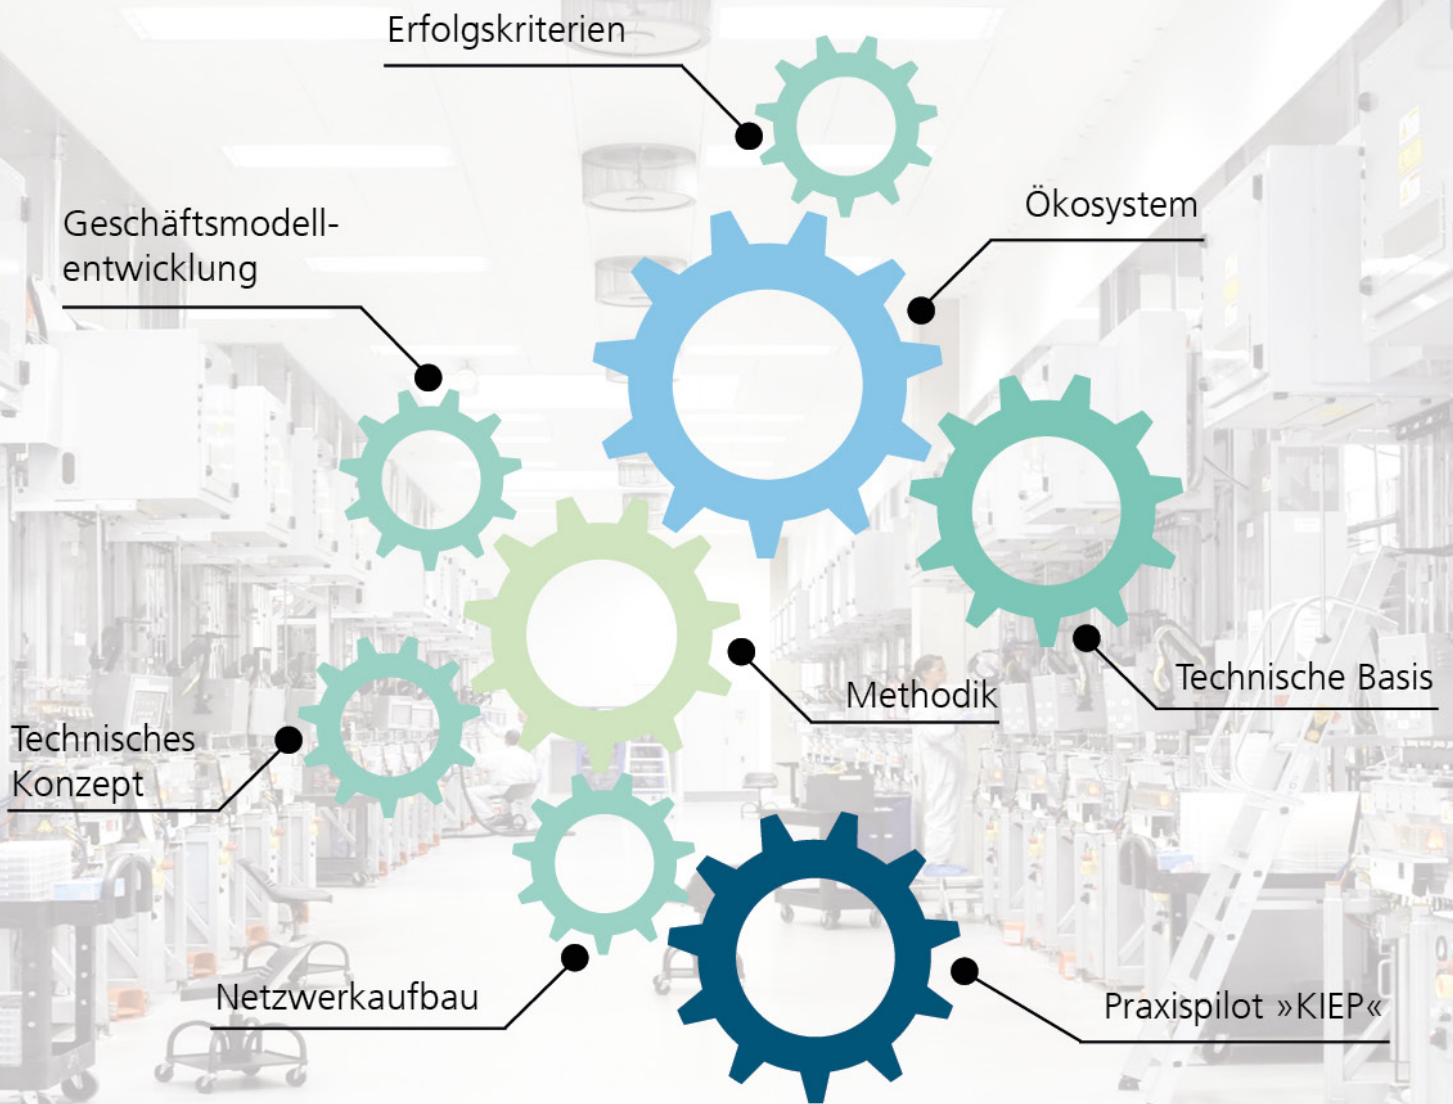 Erfolgskriterien
Ökosystem
Geschäftsmodell-
entwicklung
Technische Basis
Methodik
Technisches
Konzept
Netzwerkaufbau
Praxispilot »KIEP«